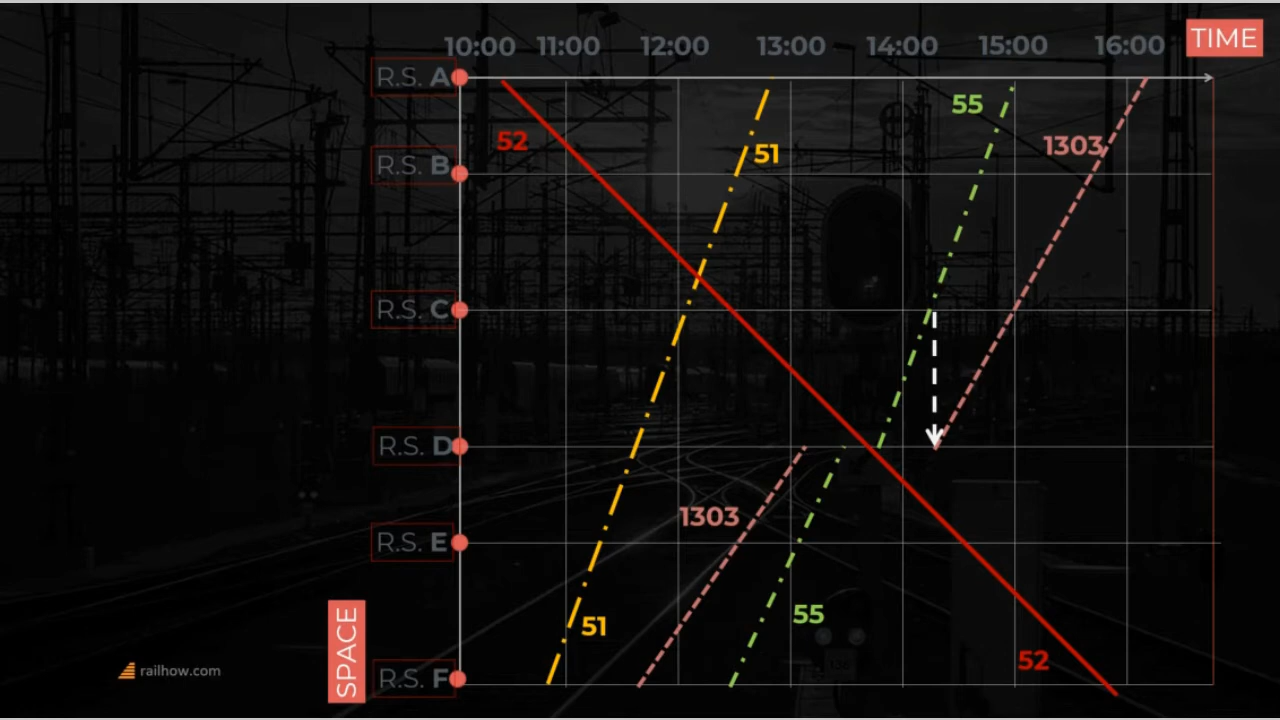 10:00 11:00 12:00 13:00 14:00 15:00 16:00 TIME
R.S. A
55
52
1303
51
R.S. B
R.S. C
R.S. D
1303
R.S. E
55
51
52
SPACE
railhow.com
R.S. F